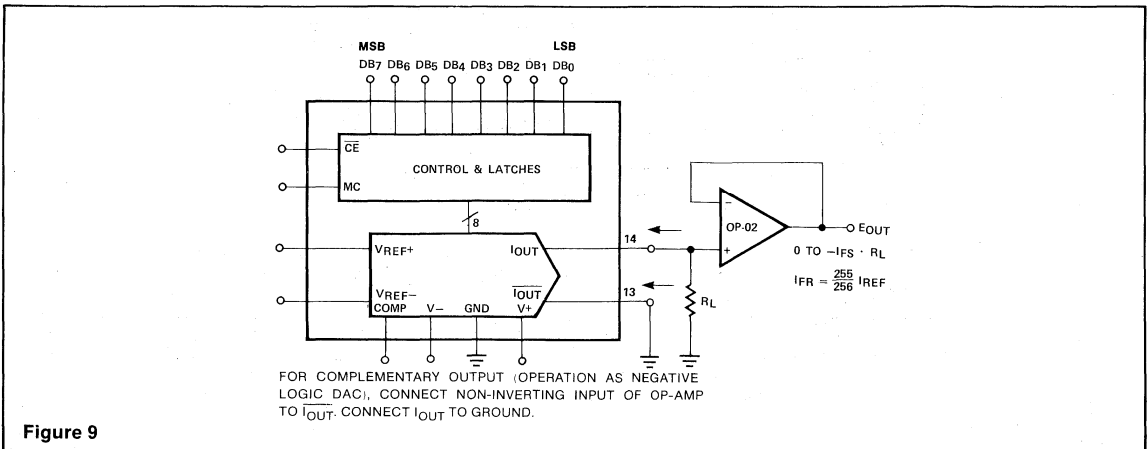 MSB LSB
DB7 DB6 DB5 DB4 DB3 DB2 DB1 DB0
CE
CONTROL & LATCHES
MC
8
VREF+ IOUT 14
VREF− IOUT 13
COMP V− GND V+
OP-02
−
+
EOUT
0 TO −IFS · RL
IFR = 255/256 IREF
RL
FOR COMPLEMENTARY OUTPUT (OPERATION AS NEGATIVE
LOGIC DAC), CONNECT NON-INVERTING INPUT OF OP-AMP
TO IOUT. CONNECT IOUT TO GROUND.
Figure 9